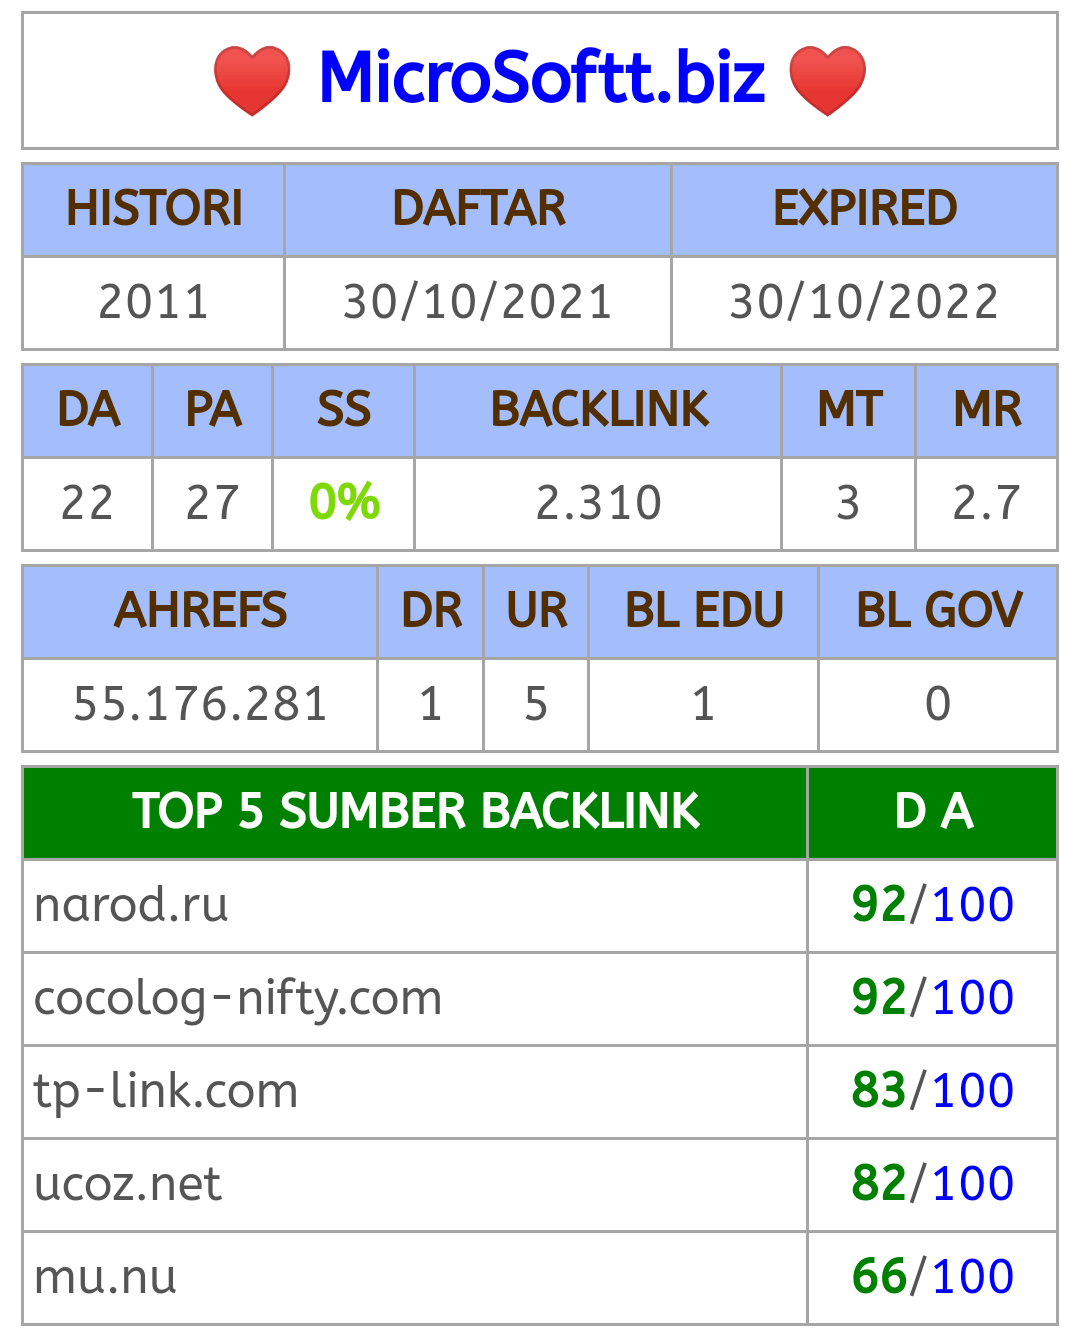 ❤️ MicroSoftt.biz ❤️
HISTORI DAFTAR EXPIRED
2011 30/10/2021 30/10/2022
DA PA SS BACKLINK MT MR
22 27 0% 2.310 3 2.7
AHREFS DR UR BL EDU BL GOV
55.176.281 1 5 1 0
TOP 5 SUMBER BACKLINK D A
narod.ru 92/100
cocolog-nifty.com 92/100
tp-link.com 83/100
ucoz.net 82/100
mu.nu 66/100